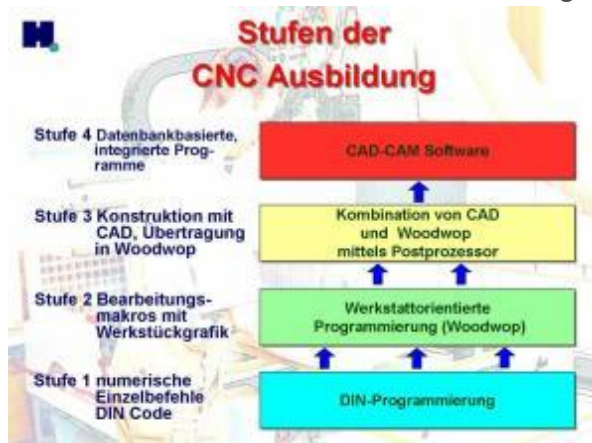 H.
Stufen der
CNC Ausbildung
Stufe 4 Datenbankbasierte,
integrierte Prog-
ramme
CAD-CAM Software
Stufe 3 Konstruktion mit
CAD, Übertragung
in Woodwop
Kombination von CAD
und Woodwop
mittels Postprozessor
Stufe 2 Bearbeitungs-
makros mit
Werkstückgrafik
Werkstattorientierte
Programmierung (Woodwop)
Stufe 1 numerische
Einzelbefehle
DIN Code
DIN-Programmierung